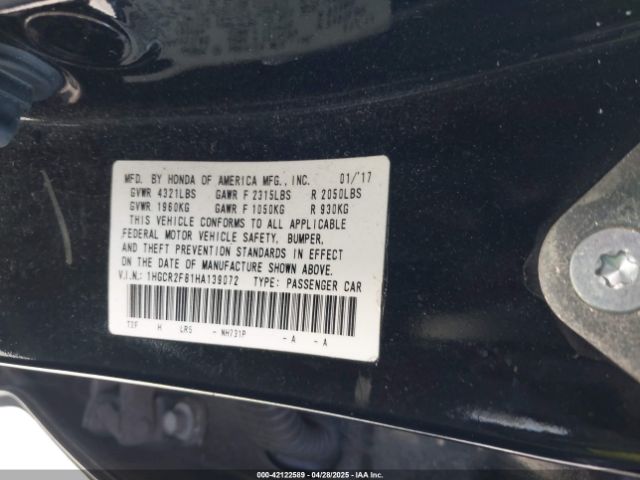 MFD. BY HONDA OF AMERICA MFG., INC. 01/'17
GVWR 4321LBS GAWR F 2315LBS R 2050LBS
GVWR 1960KG GAWR F 1050KG R 930KG
THIS VEHICLE CONFORMS TO ALL APPLICABLE
FEDERAL MOTOR VEHICLE SAFETY, BUMPER,
AND THEFT PREVENTION STANDARDS IN EFFECT
ON THE DATE OF MANUFACTURE SHOWN ABOVE.
V.I.N.: 1HGCR2F81HA139072 TYPE: PASSENGER CAR
T2F H LR5 - NH731P - A - A
000-42122589 04/28/2025 IAAI.CA